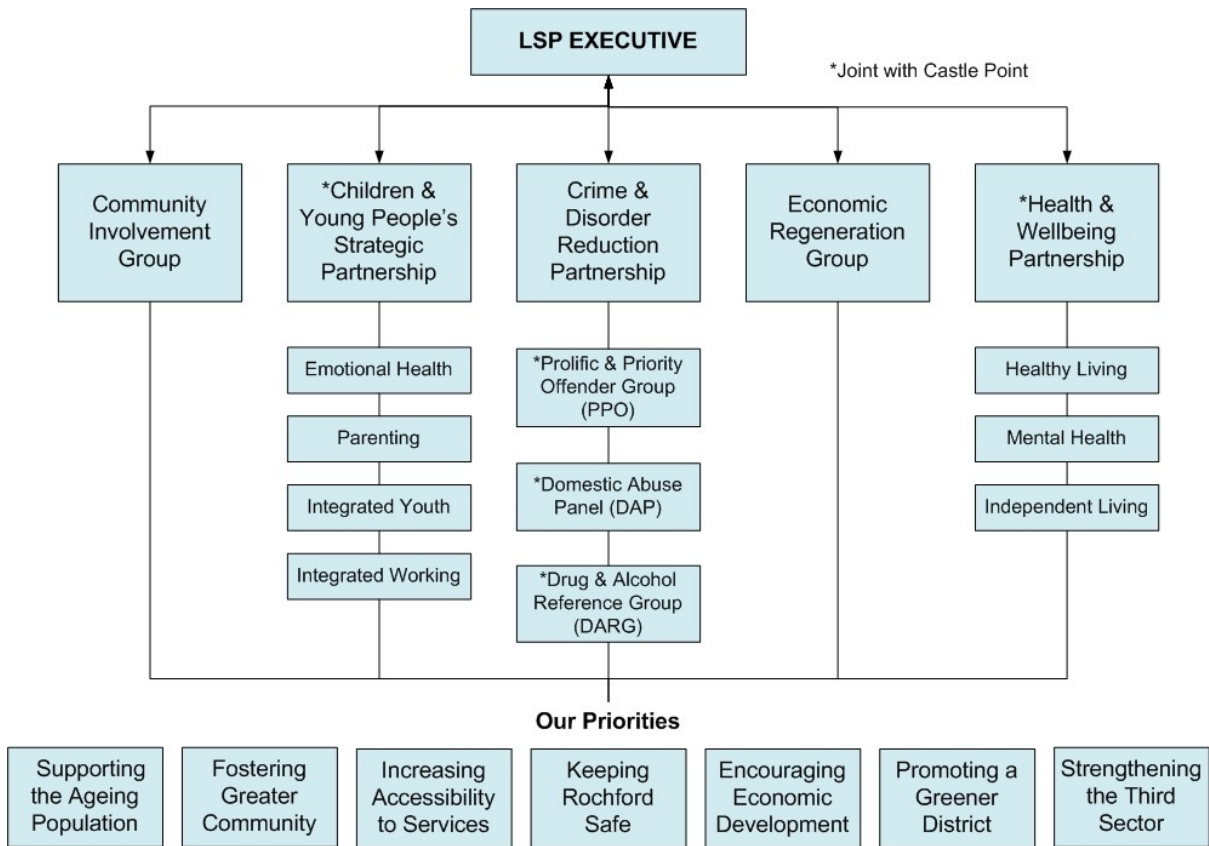 LSP EXECUTIVE
*Joint with Castle Point
Community
Involvement
Group
*Children &
Young People’s
Strategic
Partnership
Crime &
Disorder
Reduction
Partnership
Economic
Regeneration
Group
*Health &
Wellbeing
Partnership
Emotional Health
Parenting
Integrated Youth
Integrated Working
*Prolific & Priority
Offender Group
(PPO)
*Domestic Abuse
Panel (DAP)
*Drug & Alcohol
Reference Group
(DARG)
Healthy Living
Mental Health
Independent Living
Our Priorities
Supporting
the Ageing
Population
Fostering
Greater
Community
Increasing
Accessibility
to Services
Keeping
Rochford
Safe
Encouraging
Economic
Development
Promoting a
Greener
District
Strengthening
the Third
Sector